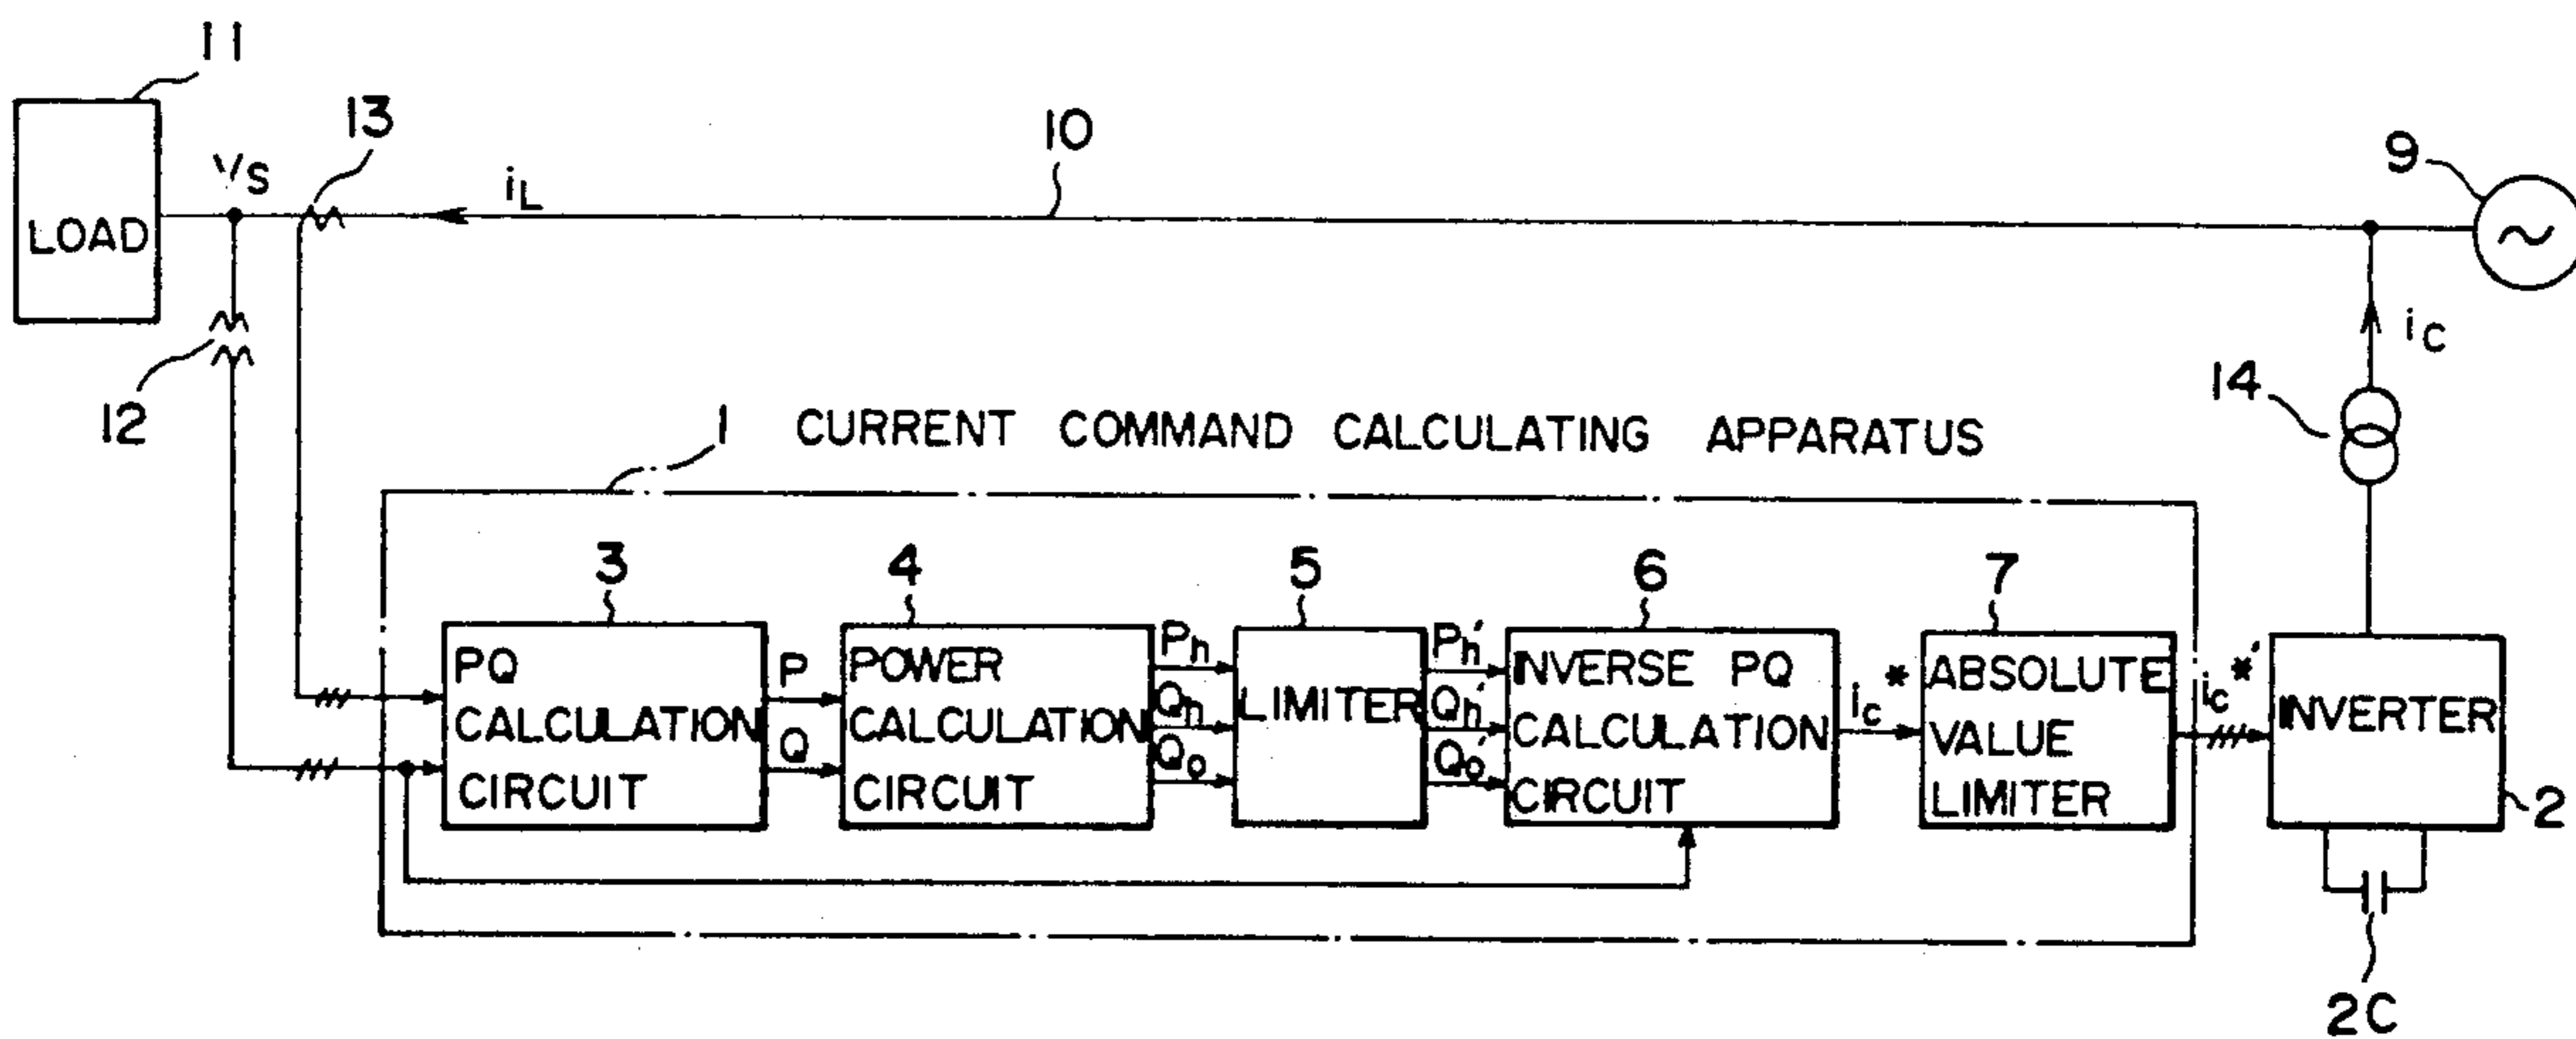 11
13
10
9
VS
iL
LOAD
iC
14
12
1 CURRENT COMMAND CALCULATING APPARATUS
3
4
5
6
7
PQ
CALCULATION
CIRCUIT
P
Q
POWER
CALCULATION
CIRCUIT
Ph
Qh
Qo
LIMITER
Ph'
Qh'
Qo'
INVERSE PQ
CALCULATION
CIRCUIT
ic*
ABSOLUTE
VALUE
LIMITER
ic*'
INVERTER
2
2C